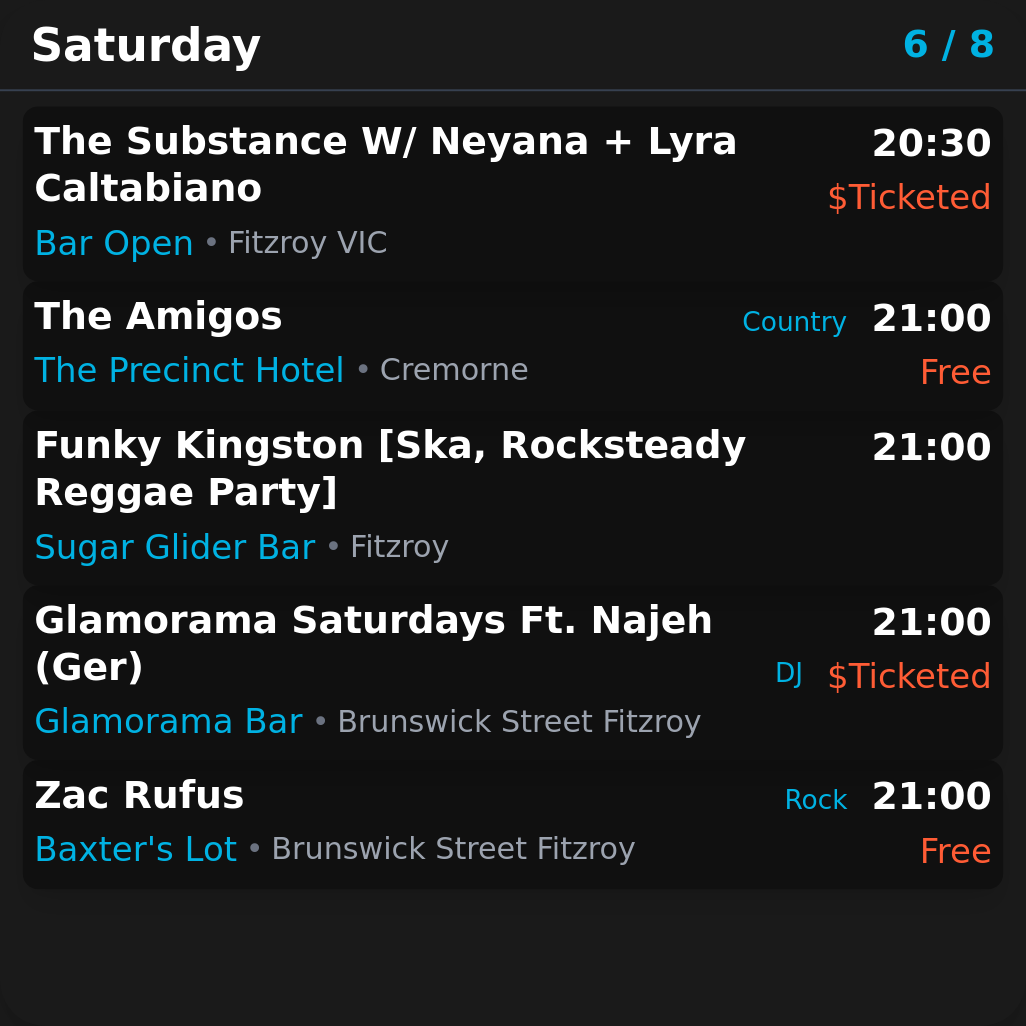 Saturday
6 / 8
The Substance W/ Neyana + Lyra
Caltabiano
20:30
$Ticketed
Bar Open • Fitzroy VIC
The Amigos
Country 21:00
The Precinct Hotel • Cremorne
Free
Funky Kingston [Ska, Rocksteady
Reggae Party]
21:00
Sugar Glider Bar • Fitzroy
Glamorama Saturdays Ft. Najeh
(Ger)
21:00
DJ $Ticketed
Glamorama Bar • Brunswick Street Fitzroy
Zac Rufus
Rock 21:00
Baxter's Lot • Brunswick Street Fitzroy
Free